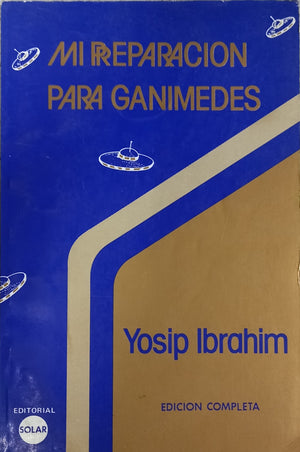 MI PREPARACION
PARA GANIMEDES
Yosip Ibrahim
EDICION COMPLETA
EDITORIAL
SOLAR